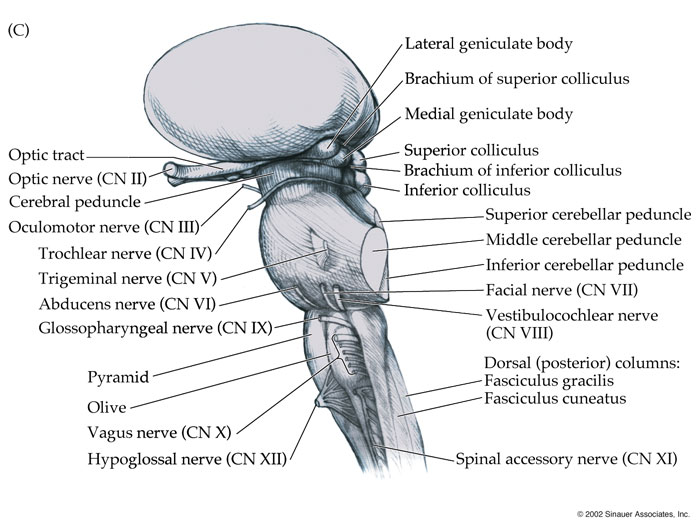 (C)
Lateral geniculate body
Brachium of superior colliculus
Medial geniculate body
Superior colliculus
Brachium of inferior colliculus
Inferior colliculus
Superior cerebellar peduncle
Middle cerebellar peduncle
Inferior cerebellar peduncle
Facial nerve (CN VII)
Vestibulocochlear nerve
(CN VIII)
Dorsal (posterior) columns:
Fasciculus gracilis
Fasciculus cuneatus
Spinal accessory nerve (CN XI)
Optic tract
Optic nerve (CN II)
Cerebral peduncle
Oculomotor nerve (CN III)
Trochlear nerve (CN IV)
Trigeminal nerve (CN V)
Abducens nerve (CN VI)
Glossopharyngeal nerve (CN IX)
Pyramid
Olive
Vagus nerve (CN X)
Hypoglossal nerve (CN XII)
© 2002 Sinauer Associates, Inc.